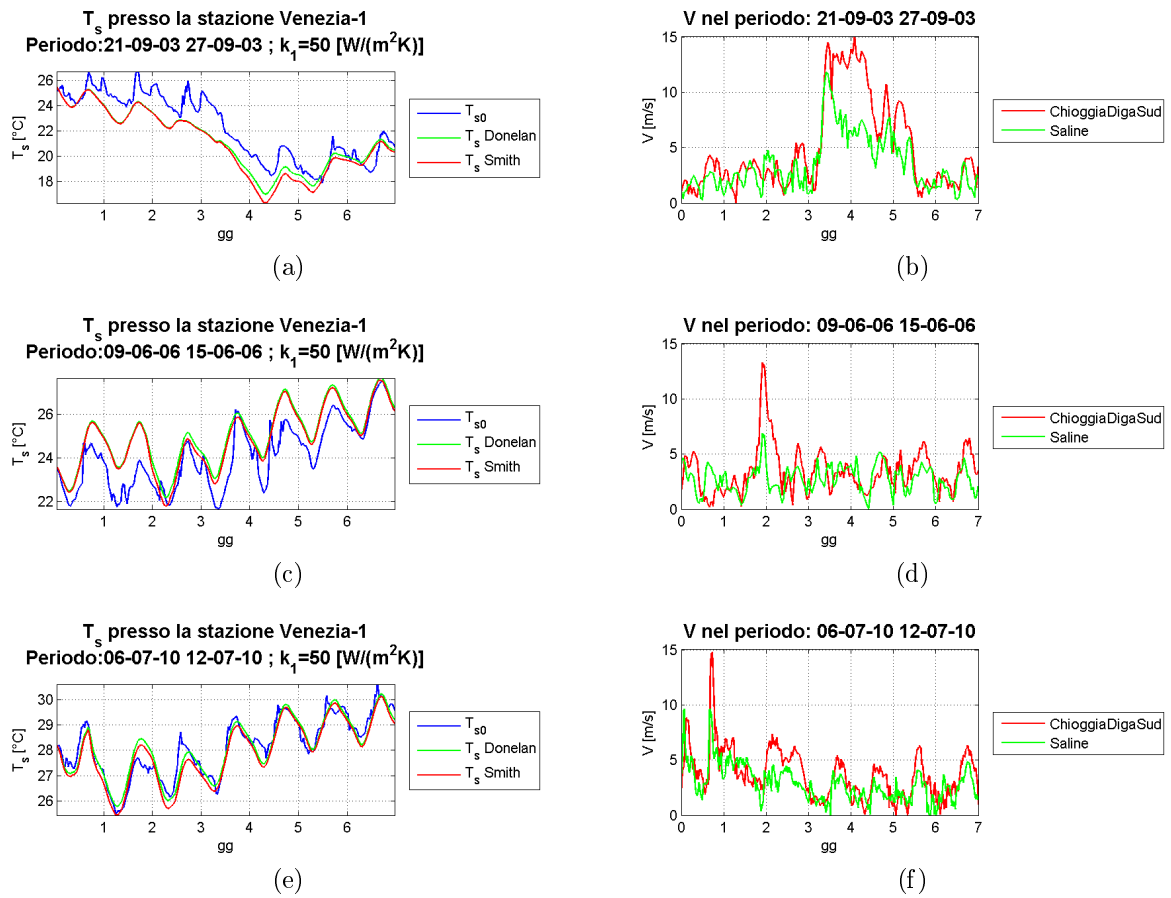 T_s presso la stazione Venezia-1
Periodo:21-09-03 27-09-03 ; k_1=50 [W/(m^2K)]
T_s [°C]
26
24
22
20
18
1 2 3 4 5 6
gg
T_s0
T_s Donelan
T_s Smith
(a)
V nel periodo: 21-09-03 27-09-03
V [m/s]
15
10
5
0
0 1 2 3 4 5 6 7
gg
ChioggiaDigaSud
Saline
(b)
T_s presso la stazione Venezia-1
Periodo:09-06-06 15-06-06 ; k_1=50 [W/(m^2K)]
T_s [°C]
26
24
22
1 2 3 4 5 6
gg
T_s0
T_s Donelan
T_s Smith
(c)
V nel periodo: 09-06-06 15-06-06
V [m/s]
15
10
5
0
0 1 2 3 4 5 6 7
gg
ChioggiaDigaSud
Saline
(d)
T_s presso la stazione Venezia-1
Periodo:06-07-10 12-07-10 ; k_1=50 [W/(m^2K)]
T_s [°C]
30
29
28
27
26
1 2 3 4 5 6
gg
T_s0
T_s Donelan
T_s Smith
(e)
V nel periodo: 06-07-10 12-07-10
V [m/s]
15
10
5
0
0 1 2 3 4 5 6 7
gg
ChioggiaDigaSud
Saline
(f)